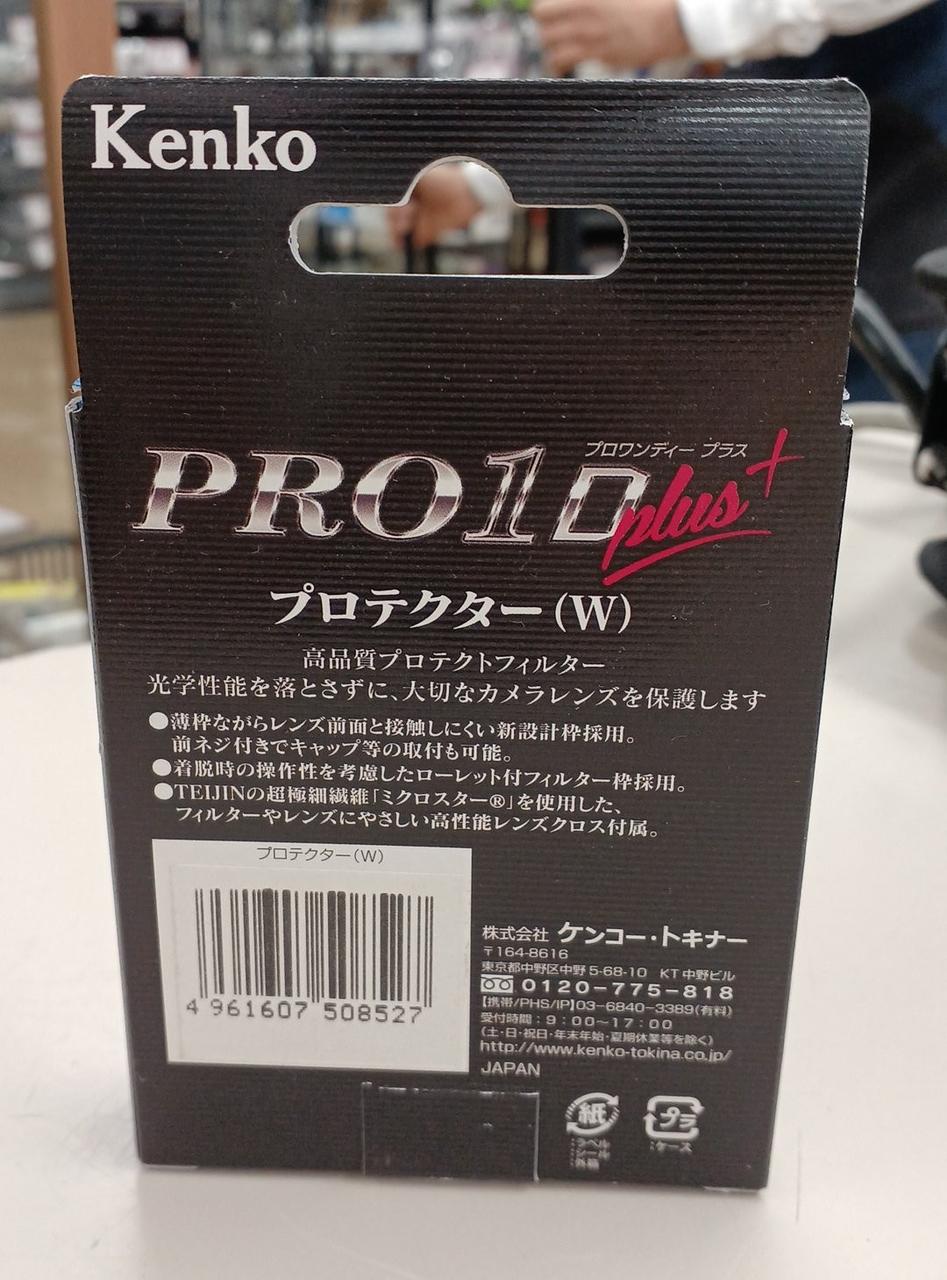 Kenko
プロワンディー プラス
PRO1D plus+
プロテクター(W)
高品質プロテクトフィルター
光学性能を落とさずに、大切なカメラレンズを保護します
●薄枠ながらレンズ前面と接触しにくい新設計枠採用。
前ネジ付きでキャップ等の取付も可能。
●着脱時の操作性を考慮したローレット付フィルター枠採用。
●TEIJINの超極細繊維「ミクロスター®」を使用した、
フィルターやレンズにやさしい高性能レンズクロス付属。
プロテクター(W)
4 961607 508527
株式会社 ケンコー・トキナー
〒164-8616
東京都中野区中野5-68-10 KT中野ビル
0120-775-818
【携帯/PHS/IP】03-6840-3389(有料)
受付時間:9:00~17:00
(土・日・祝日・年末年始・夏期休業等を除く)
http://www.kenko-tokina.co.jp/
JAPAN
紙
:ラベル
:シール
:外箱
プラ
:ケース